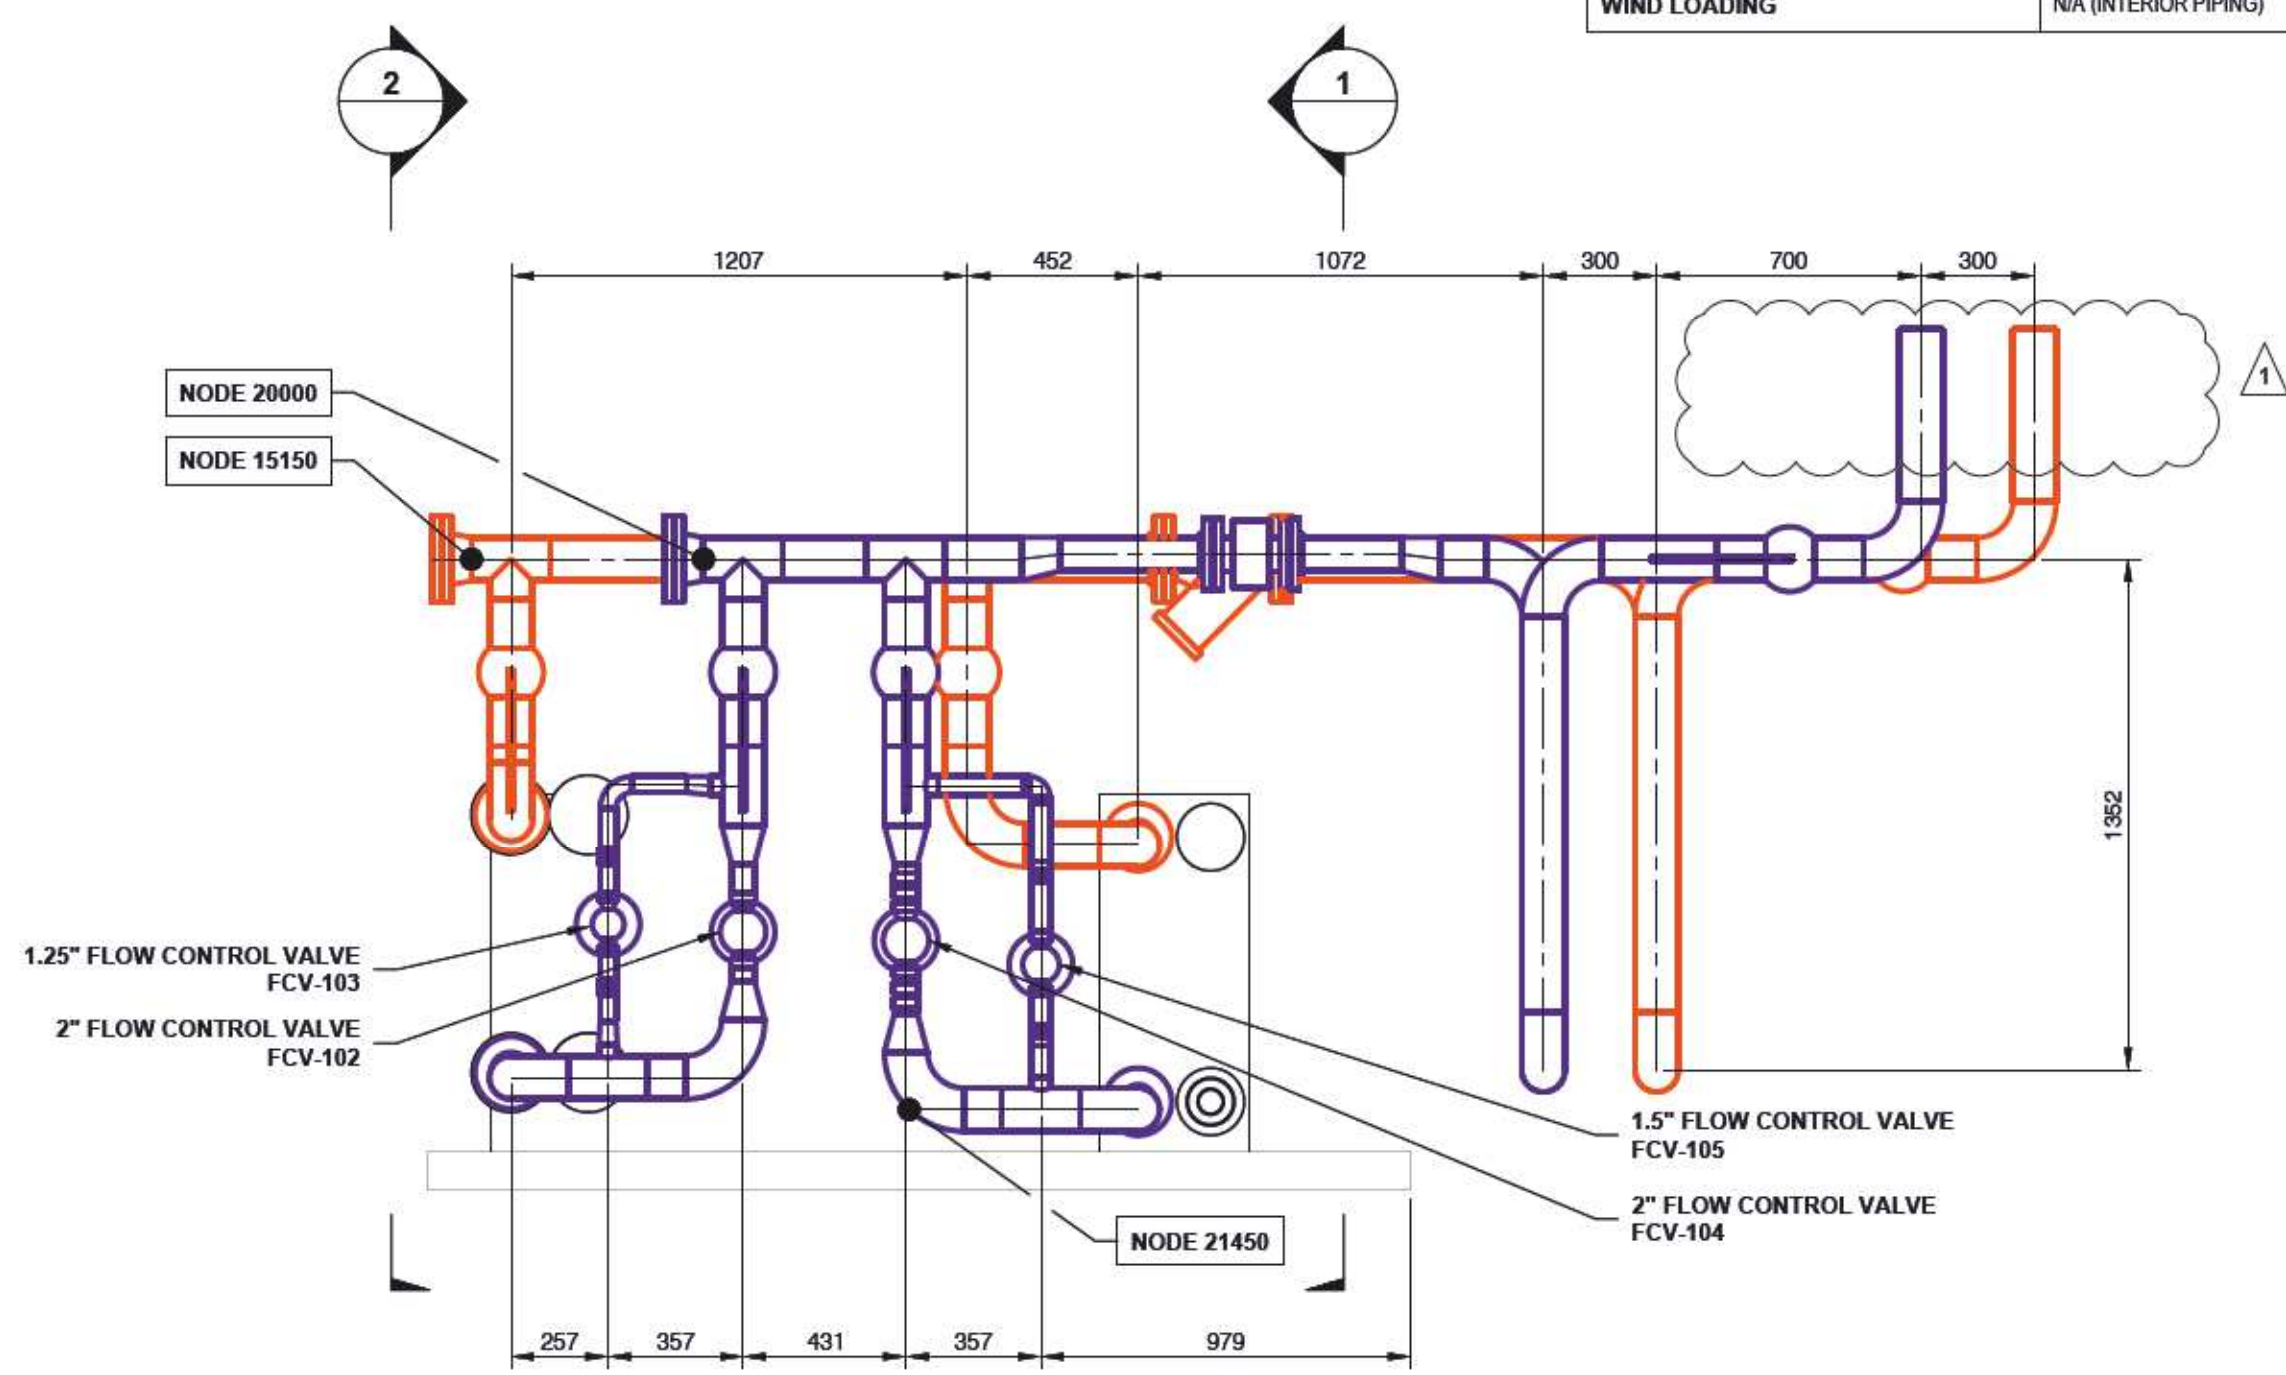 WIND LOADING
N/A (INTERIOR PIPING)
2
1
1207
452
1072
300
700
300
1
NODE 20000
NODE 15150
1352
1.25" FLOW CONTROL VALVE
FCV-103
2" FLOW CONTROL VALVE
FCV-102
1.5" FLOW CONTROL VALVE
FCV-105
2" FLOW CONTROL VALVE
FCV-104
NODE 21450
257
357
431
357
979